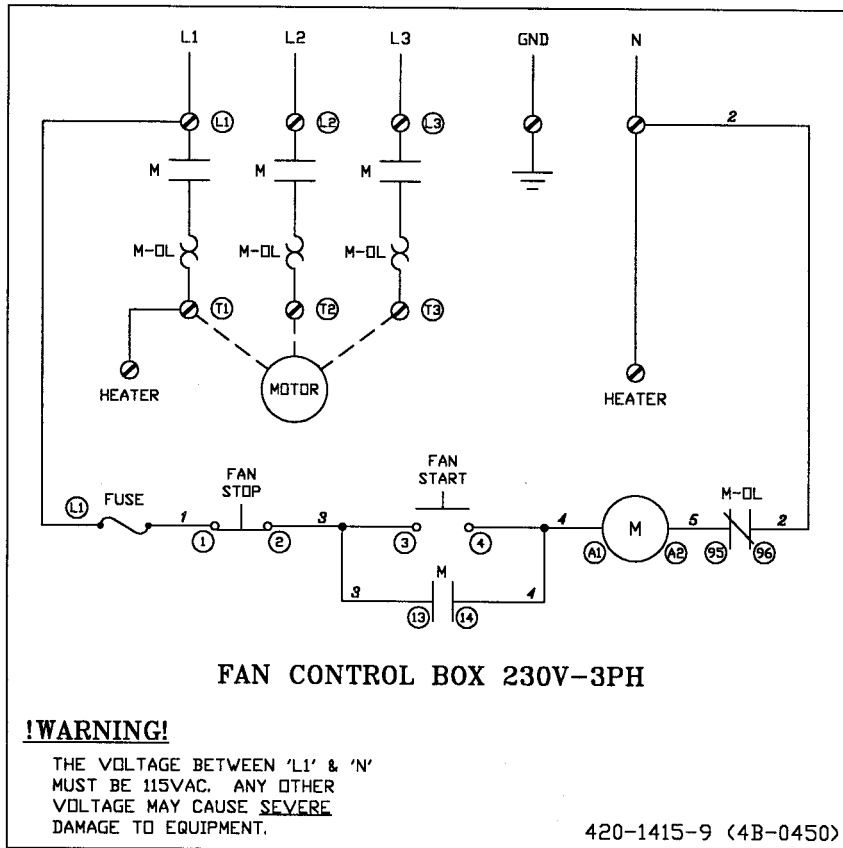 L1 L2 L3 GND N
L1 L2 L3 2
M M M
M-OL M-OL M-OL
T1 T2 T3
HEATER MOTOR HEATER
FAN STOP
FAN START
L1 FUSE 1 3 4 M 5 M-OL 2
1 2 3 4 A1 A2 95 96
3 M 4
13 14
FAN CONTROL BOX 230V-3PH
!WARNING!
THE VOLTAGE BETWEEN 'L1' & 'N'
MUST BE 115VAC. ANY OTHER
VOLTAGE MAY CAUSE SEVERE
DAMAGE TO EQUIPMENT.
420-1415-9 (4B-0450)